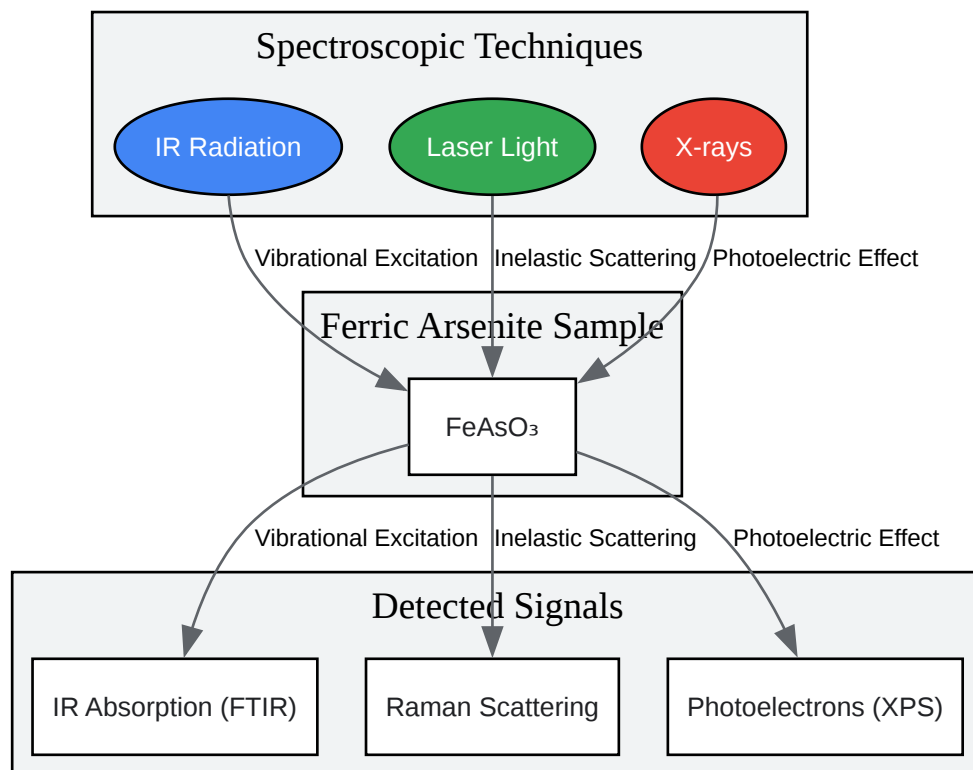 Spectroscopic Techniques
IR Radiation
Laser Light
X-rays
Vibrational Excitation
Inelastic Scattering
Photoelectric Effect
Ferric Arsenite Sample
FeAsO₃
Vibrational Excitation
Inelastic Scattering
Photoelectric Effect
Detected Signals
IR Absorption (FTIR)
Raman Scattering
Photoelectrons (XPS)